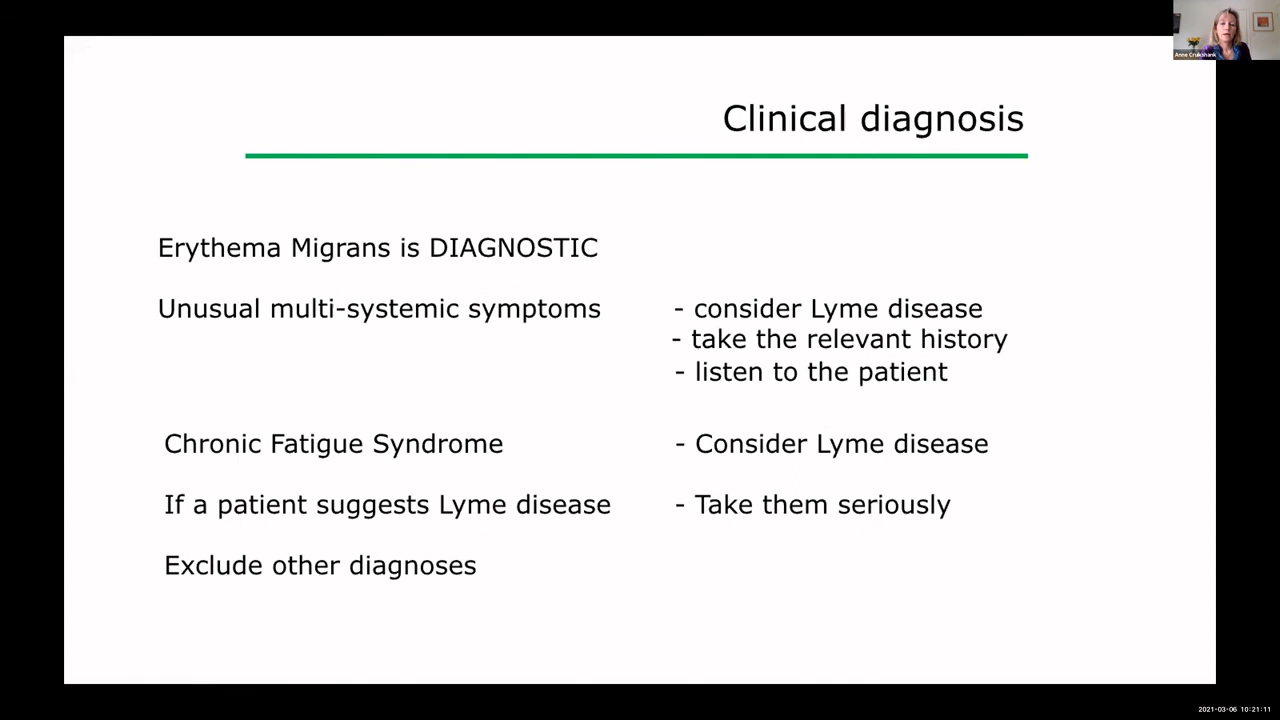 Anne Cruikshank
Clinical diagnosis
Erythema Migrans is DIAGNOSTIC
Unusual multi-systemic symptoms - consider Lyme disease
- take the relevant history
- listen to the patient
Chronic Fatigue Syndrome - Consider Lyme disease
If a patient suggests Lyme disease - Take them seriously
Exclude other diagnoses
2021-03-06 10:21:11